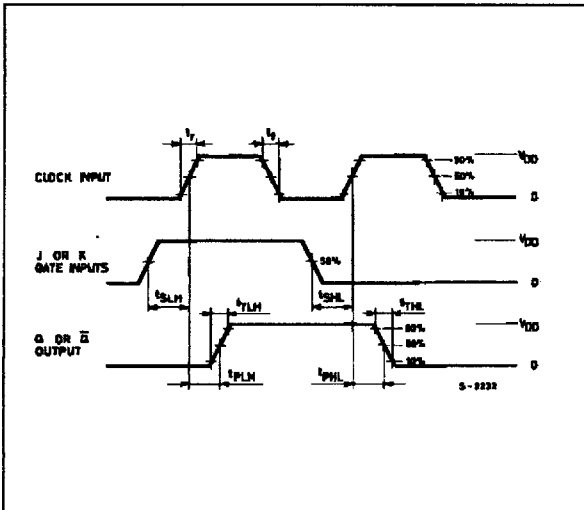 tr tf
CLOCK INPUT
VDD
90%
50%
10%
0
J OR K
GATE INPUTS
VDD
50%
0
tSLH tTLH tSHL tTHL
Q OR Q̅
OUTPUT
VDD
90%
50%
10%
0
tPLH tPHL
S-9232